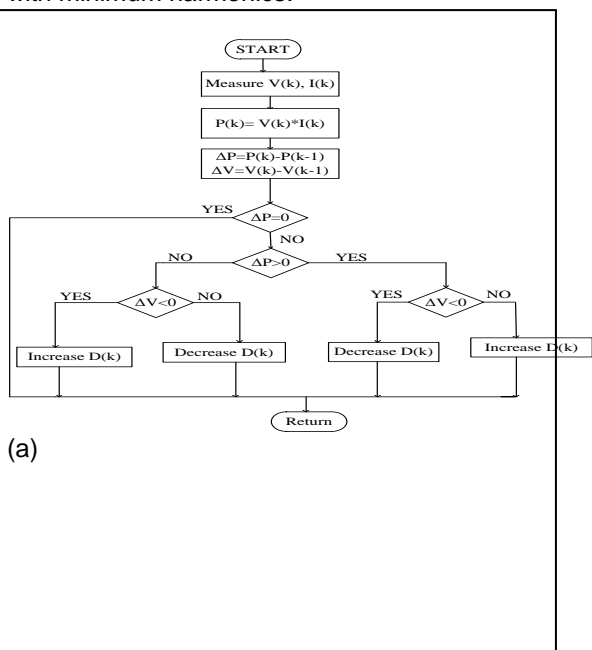 with minimum harmonics.
START
Measure V(k), I(k)
P(k)= V(k)*I(k)
ΔP=P(k)-P(k-1)
ΔV=V(k)-V(k-1)
YES
ΔP=0
NO
NO
ΔP>0
YES
YES
ΔV<0
NO
YES
ΔV<0
NO
Increase D(k)
Decrease D(k)
Decrease D(k)
Increase D(k)
Return
(a)